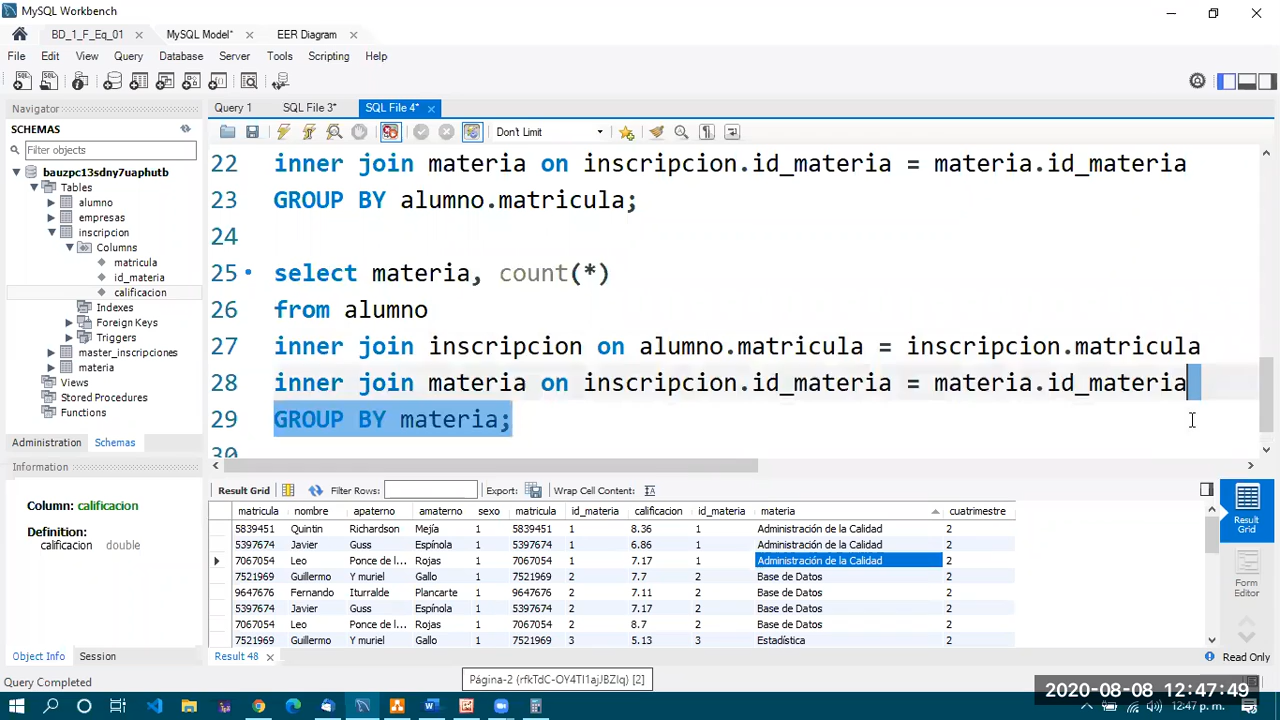 MySQL Workbench
BD_1_F_Eq_01 MySQL Model* EER Diagram
File Edit View Query Database Server Tools Scripting Help
Navigator
SCHEMAS
Filter objects
bauzpc13sdny7uaphutb
Tables
alumno
empresas
inscripcion
Columns
matricula
id_materia
calificacion
Indexes
Foreign Keys
Triggers
master_inscripciones
materia
Views
Stored Procedures
Functions
Administration Schemas
Information
Column: calificacion
Definition:
calificacion double
Object Info Session
Query Completed
Query 1 SQL File 3* SQL File 4*
Don't Limit
22 inner join materia on inscripcion.id_materia = materia.id_materia
23 GROUP BY alumno.matricula;
24
25 select materia, count(*)
26 from alumno
27 inner join inscripcion on alumno.matricula = inscripcion.matricula
28 inner join materia on inscripcion.id_materia = materia.id_materia
29 GROUP BY materia;
30
Result Grid Filter Rows: Export: Wrap Cell Content:
matricula nombre apaterno amaterno sexo matricula id_materia calificacion id_materia materia cuatrimestre
5839451 Quintin Richardson Mejía 1 5839451 1 8.36 1 Administración de la Calidad 2
5397674 Javier Guss Espínola 1 5397674 1 6.86 1 Administración de la Calidad 2
7067054 Leo Ponce de l... Rojas 1 7067054 1 7.17 1 Administración de la Calidad 2
7521969 Guillermo Y muriel Gallo 1 7521969 2 7.7 2 Base de Datos 2
9647676 Fernando Iturralde Plancarte 1 9647676 2 7.11 2 Base de Datos 2
5397674 Javier Guss Espínola 1 5397674 2 7.17 2 Base de Datos 2
7067054 Leo Ponce de l... Rojas 1 7067054 2 8.7 2 Base de Datos 2
7521969 Guillermo Y muriel Gallo 1 7521969 3 5.13 3 Estadística 2
Result Grid
Form Editor
Result 48
Read Only
Página-2 (rfkTdC-OY4Tl1ajJBZlq) [2]
2020-08-08 12:47:49
12:47 p. m.